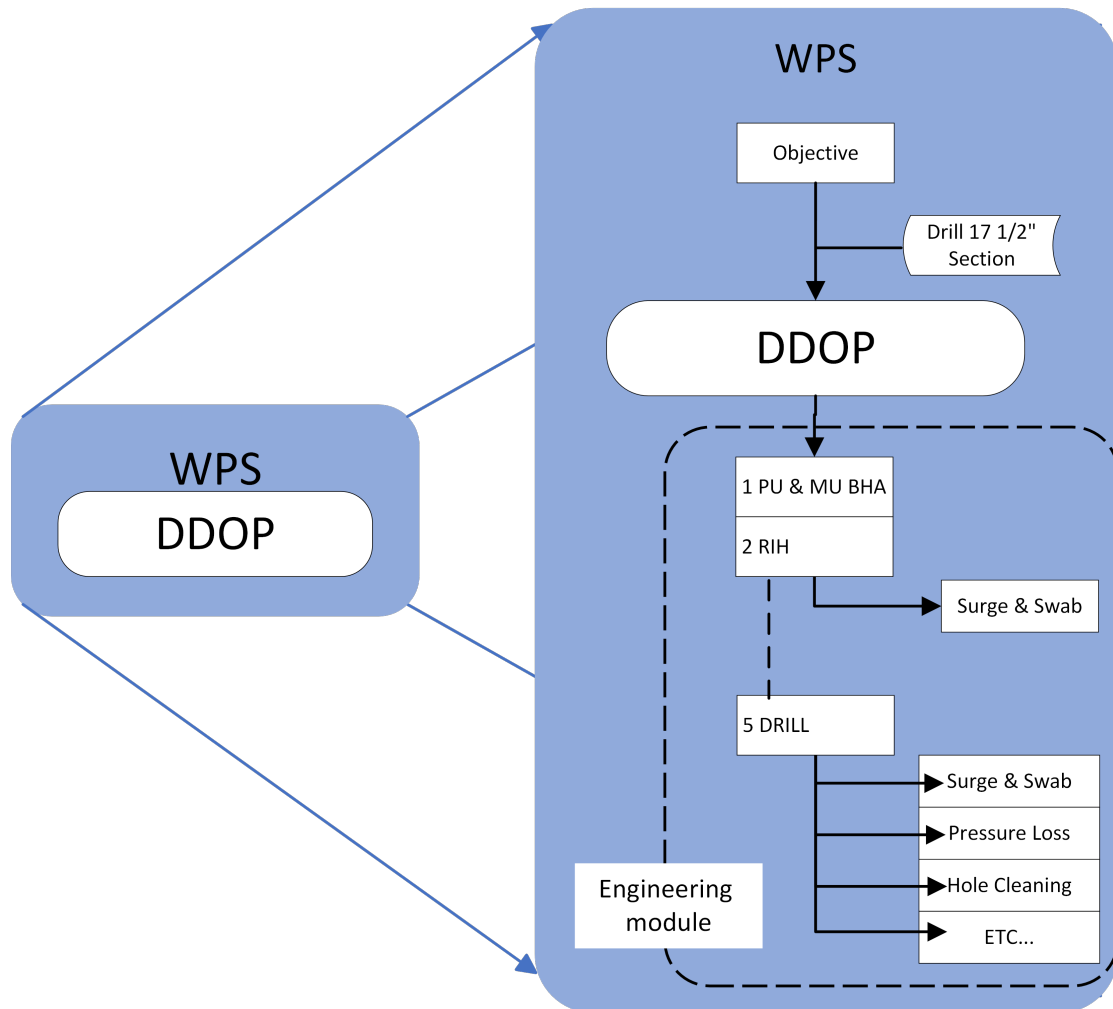 WPS
DDOP
WPS
Objective
Drill 17 1/2"
Section
DDOP
1 PU & MU BHA
2 RIH
Surge & Swab
5 DRILL
Surge & Swab
Pressure Loss
Hole Cleaning
ETC...
Engineering
module